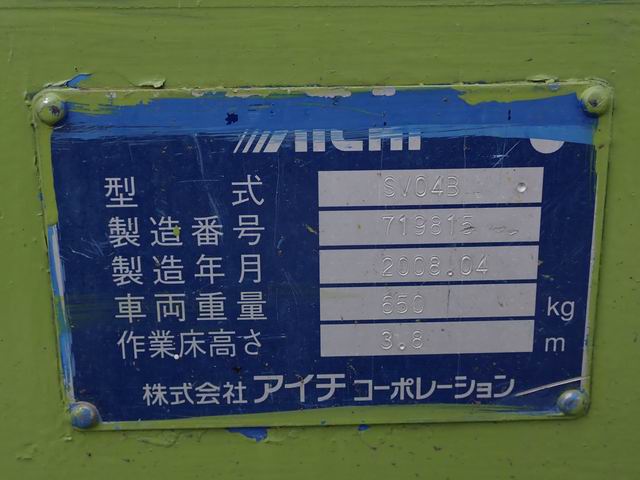 AICHI
型式 SV04B
製造番号 719815
製造年月 2008.04
車両重量 650 kg
作業床高さ 3.8 m
株式会社 アイチ コーポレーション